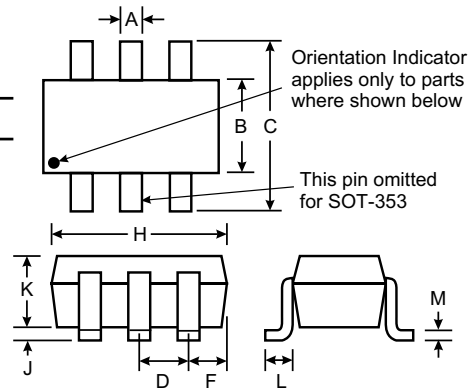 A
Orientation Indicator
applies only to parts
where shown below
B
C
This pin omitted
for SOT-353
H
K
M
J
D
F
L